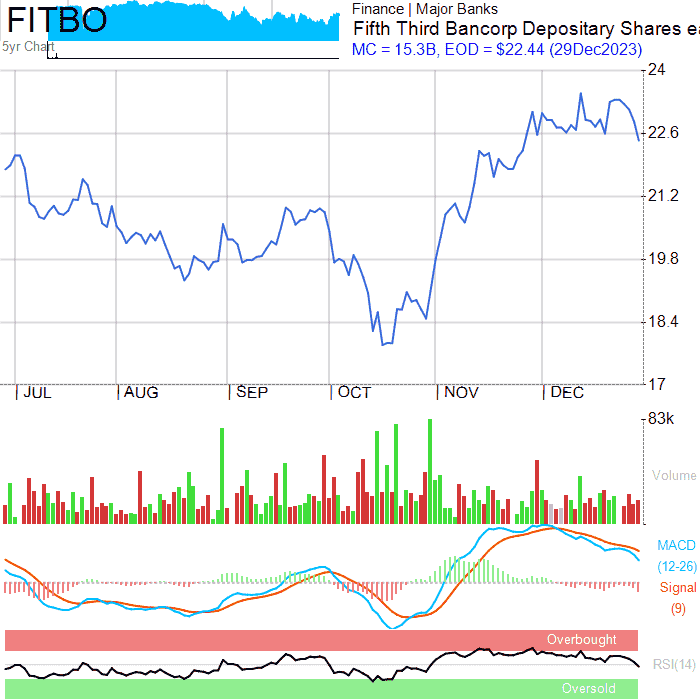 FITBO
5yr Chart
Finance | Major Banks
Fifth Third Bancorp Depositary Shares ea
MC = 15.3B, EOD = $22.44 (29Dec2023)
24
22.6
21.2
19.8
18.4
17
| JUL | AUG | SEP | OCT | NOV | DEC
83k
Volume
MACD
(12-26)
Signal
(9)
Overbought
RSI(14)
Oversold